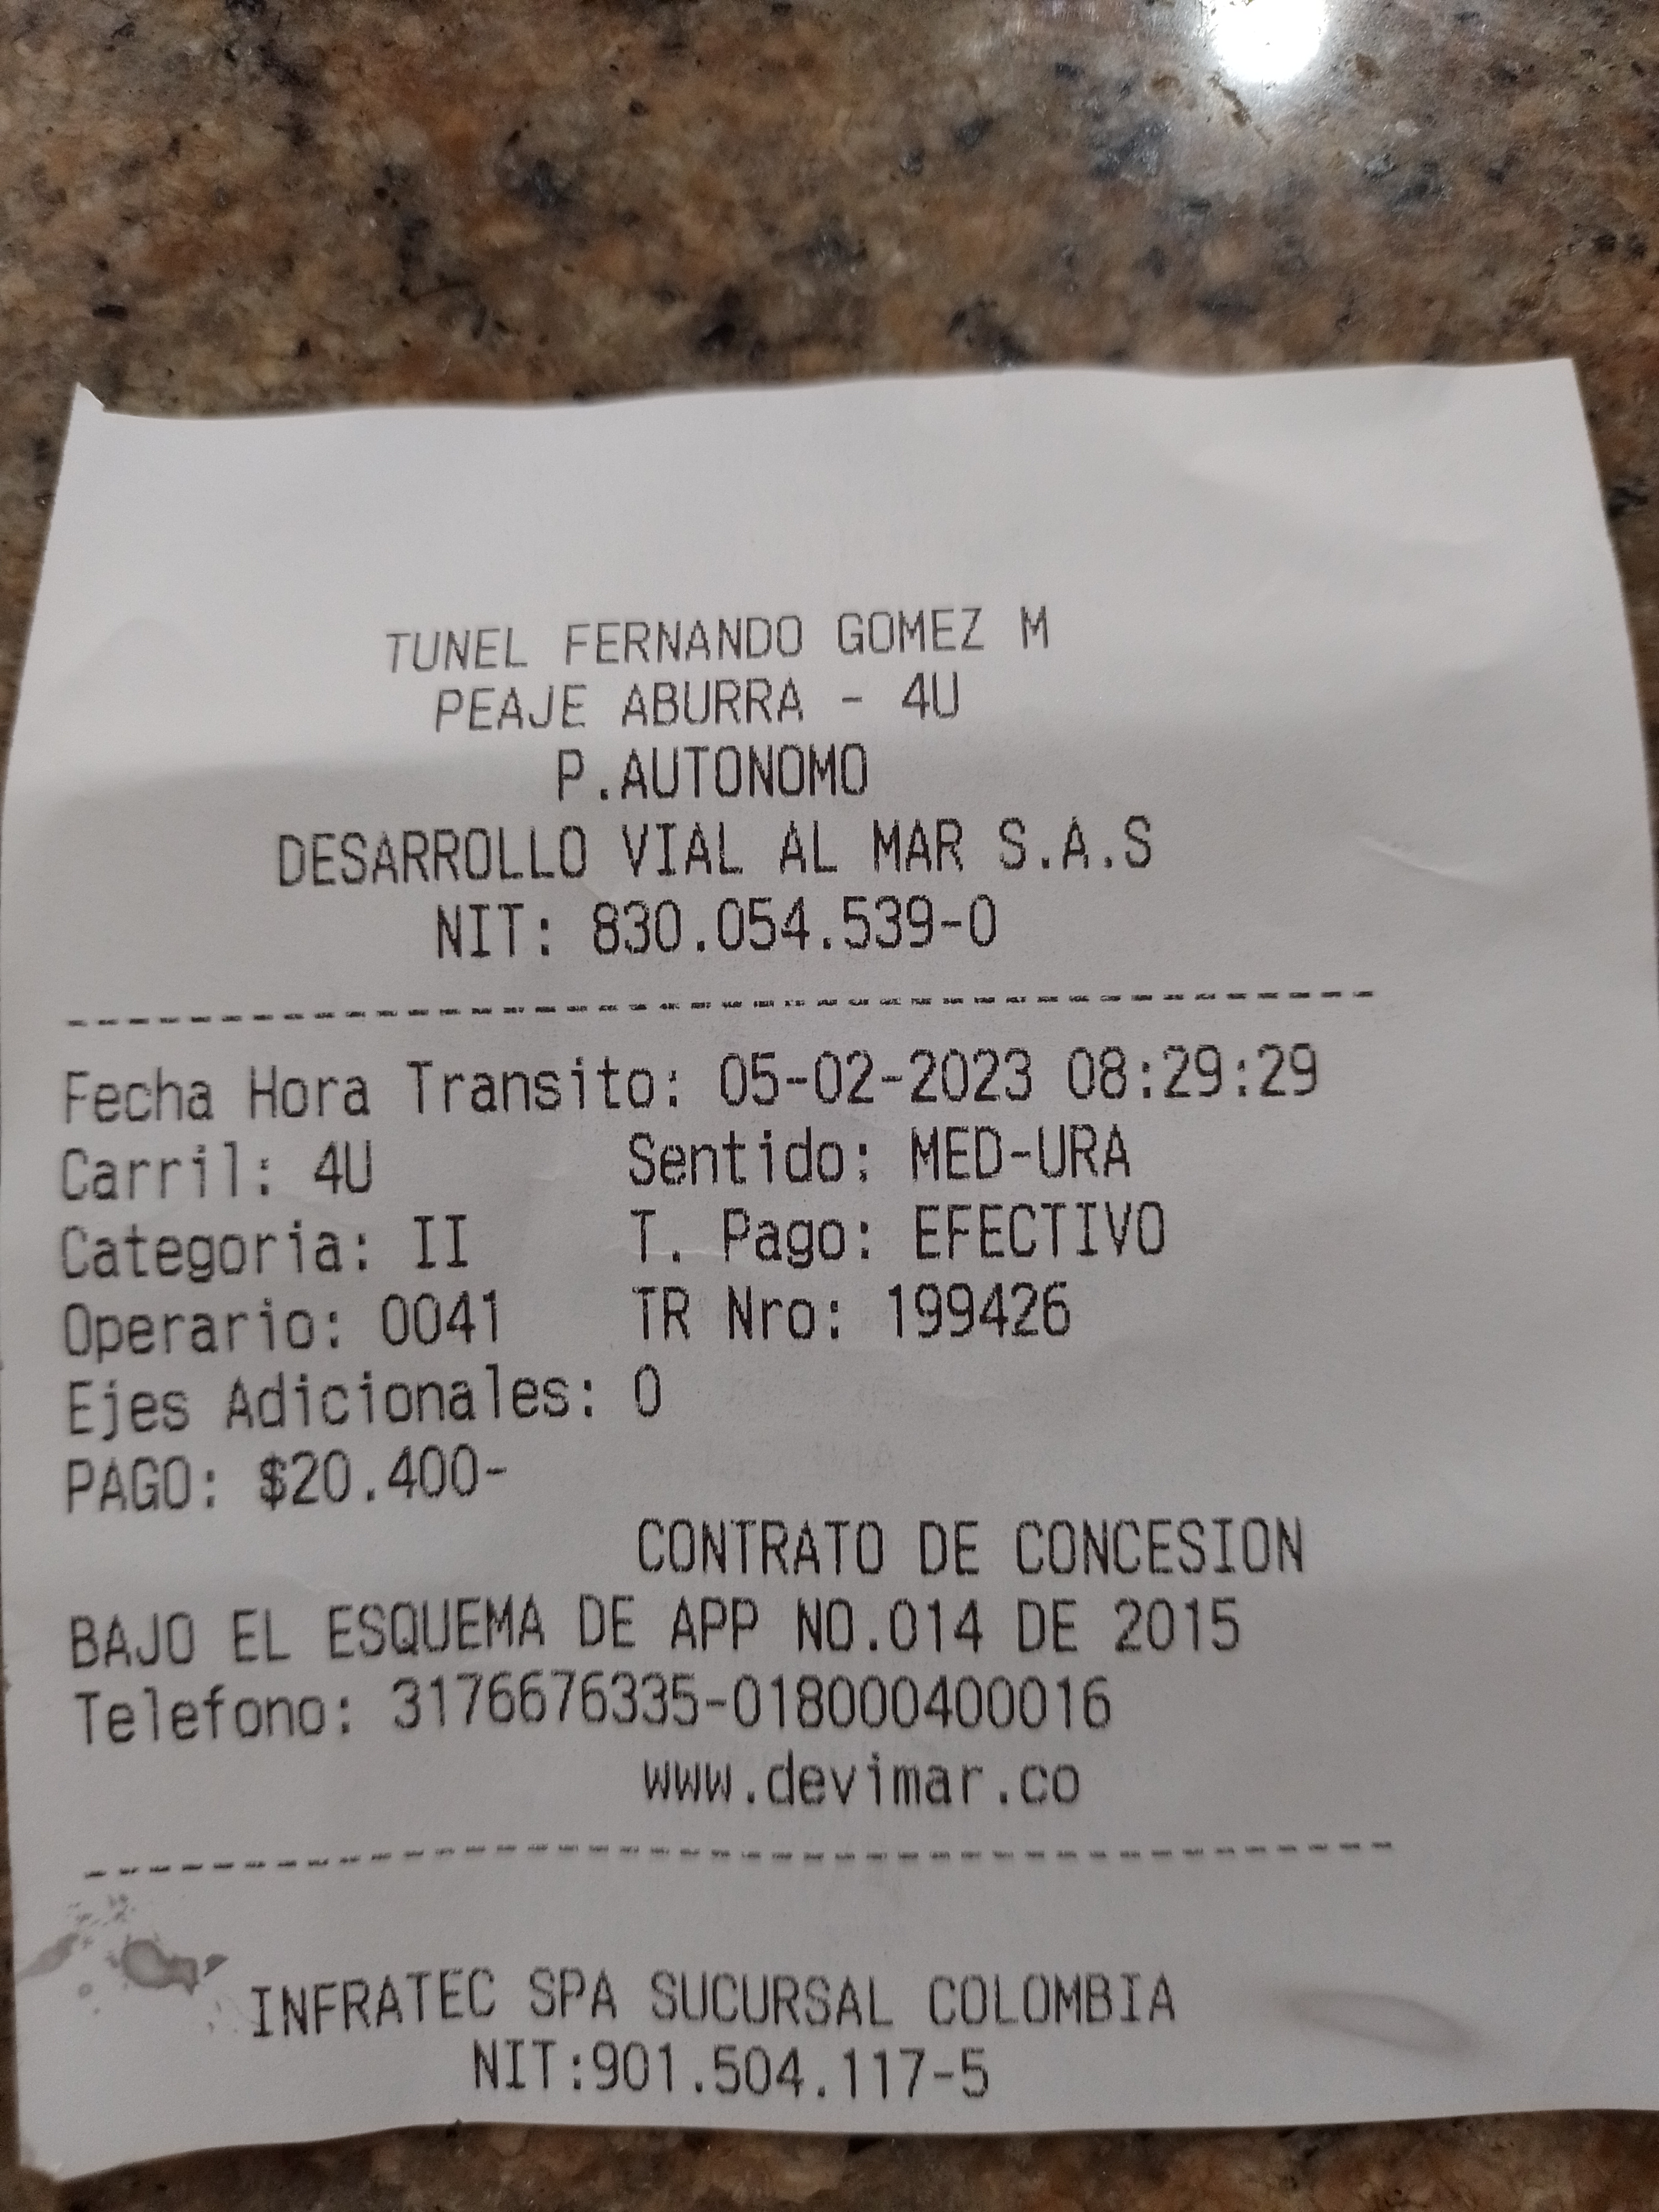 TUNEL FERNANDO GOMEZ M
PEAJE ABURRA - 4U
P.AUTONOMO
DESARROLLO VIAL AL MAR S.A.S
NIT: 830.054.539-0
Fecha Hora Transito: 05-02-2023 08:29:29
Carril: 4U Sentido: MED-URA
Categoria: II T. Pago: EFECTIVO
Operario: 0041 TR Nro: 199426
Ejes Adicionales: 0
PAGO: $20.400-
CONTRATO DE CONCESION
BAJO EL ESQUEMA DE APP NO.014 DE 2015
Telefono: 3176676335-018000400016
www.devimar.co
INFRATEC SPA SUCURSAL COLOMBIA
NIT:901.504.117-5